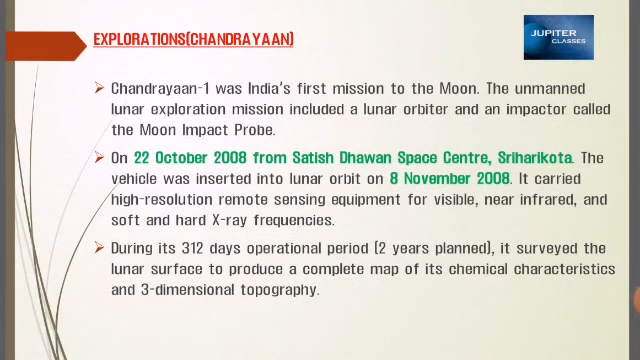 EXPLORATIONS(CHANDRAYAAN)
JUPITER
CLASSES
Chandrayaan-1 was India's first mission to the Moon. The unmanned
lunar exploration mission included a lunar orbiter and an impactor called
the Moon Impact Probe.
On 22 October 2008 from Satish Dhawan Space Centre, Sriharikota. The
vehicle was inserted into lunar orbit on 8 November 2008. It carried
high-resolution remote sensing equipment for visible, near infrared, and
soft and hard X-ray frequencies.
During its 312 days operational period (2 years planned), it surveyed the
lunar surface to produce a complete map of its chemical characteristics
and 3-dimensional topography.